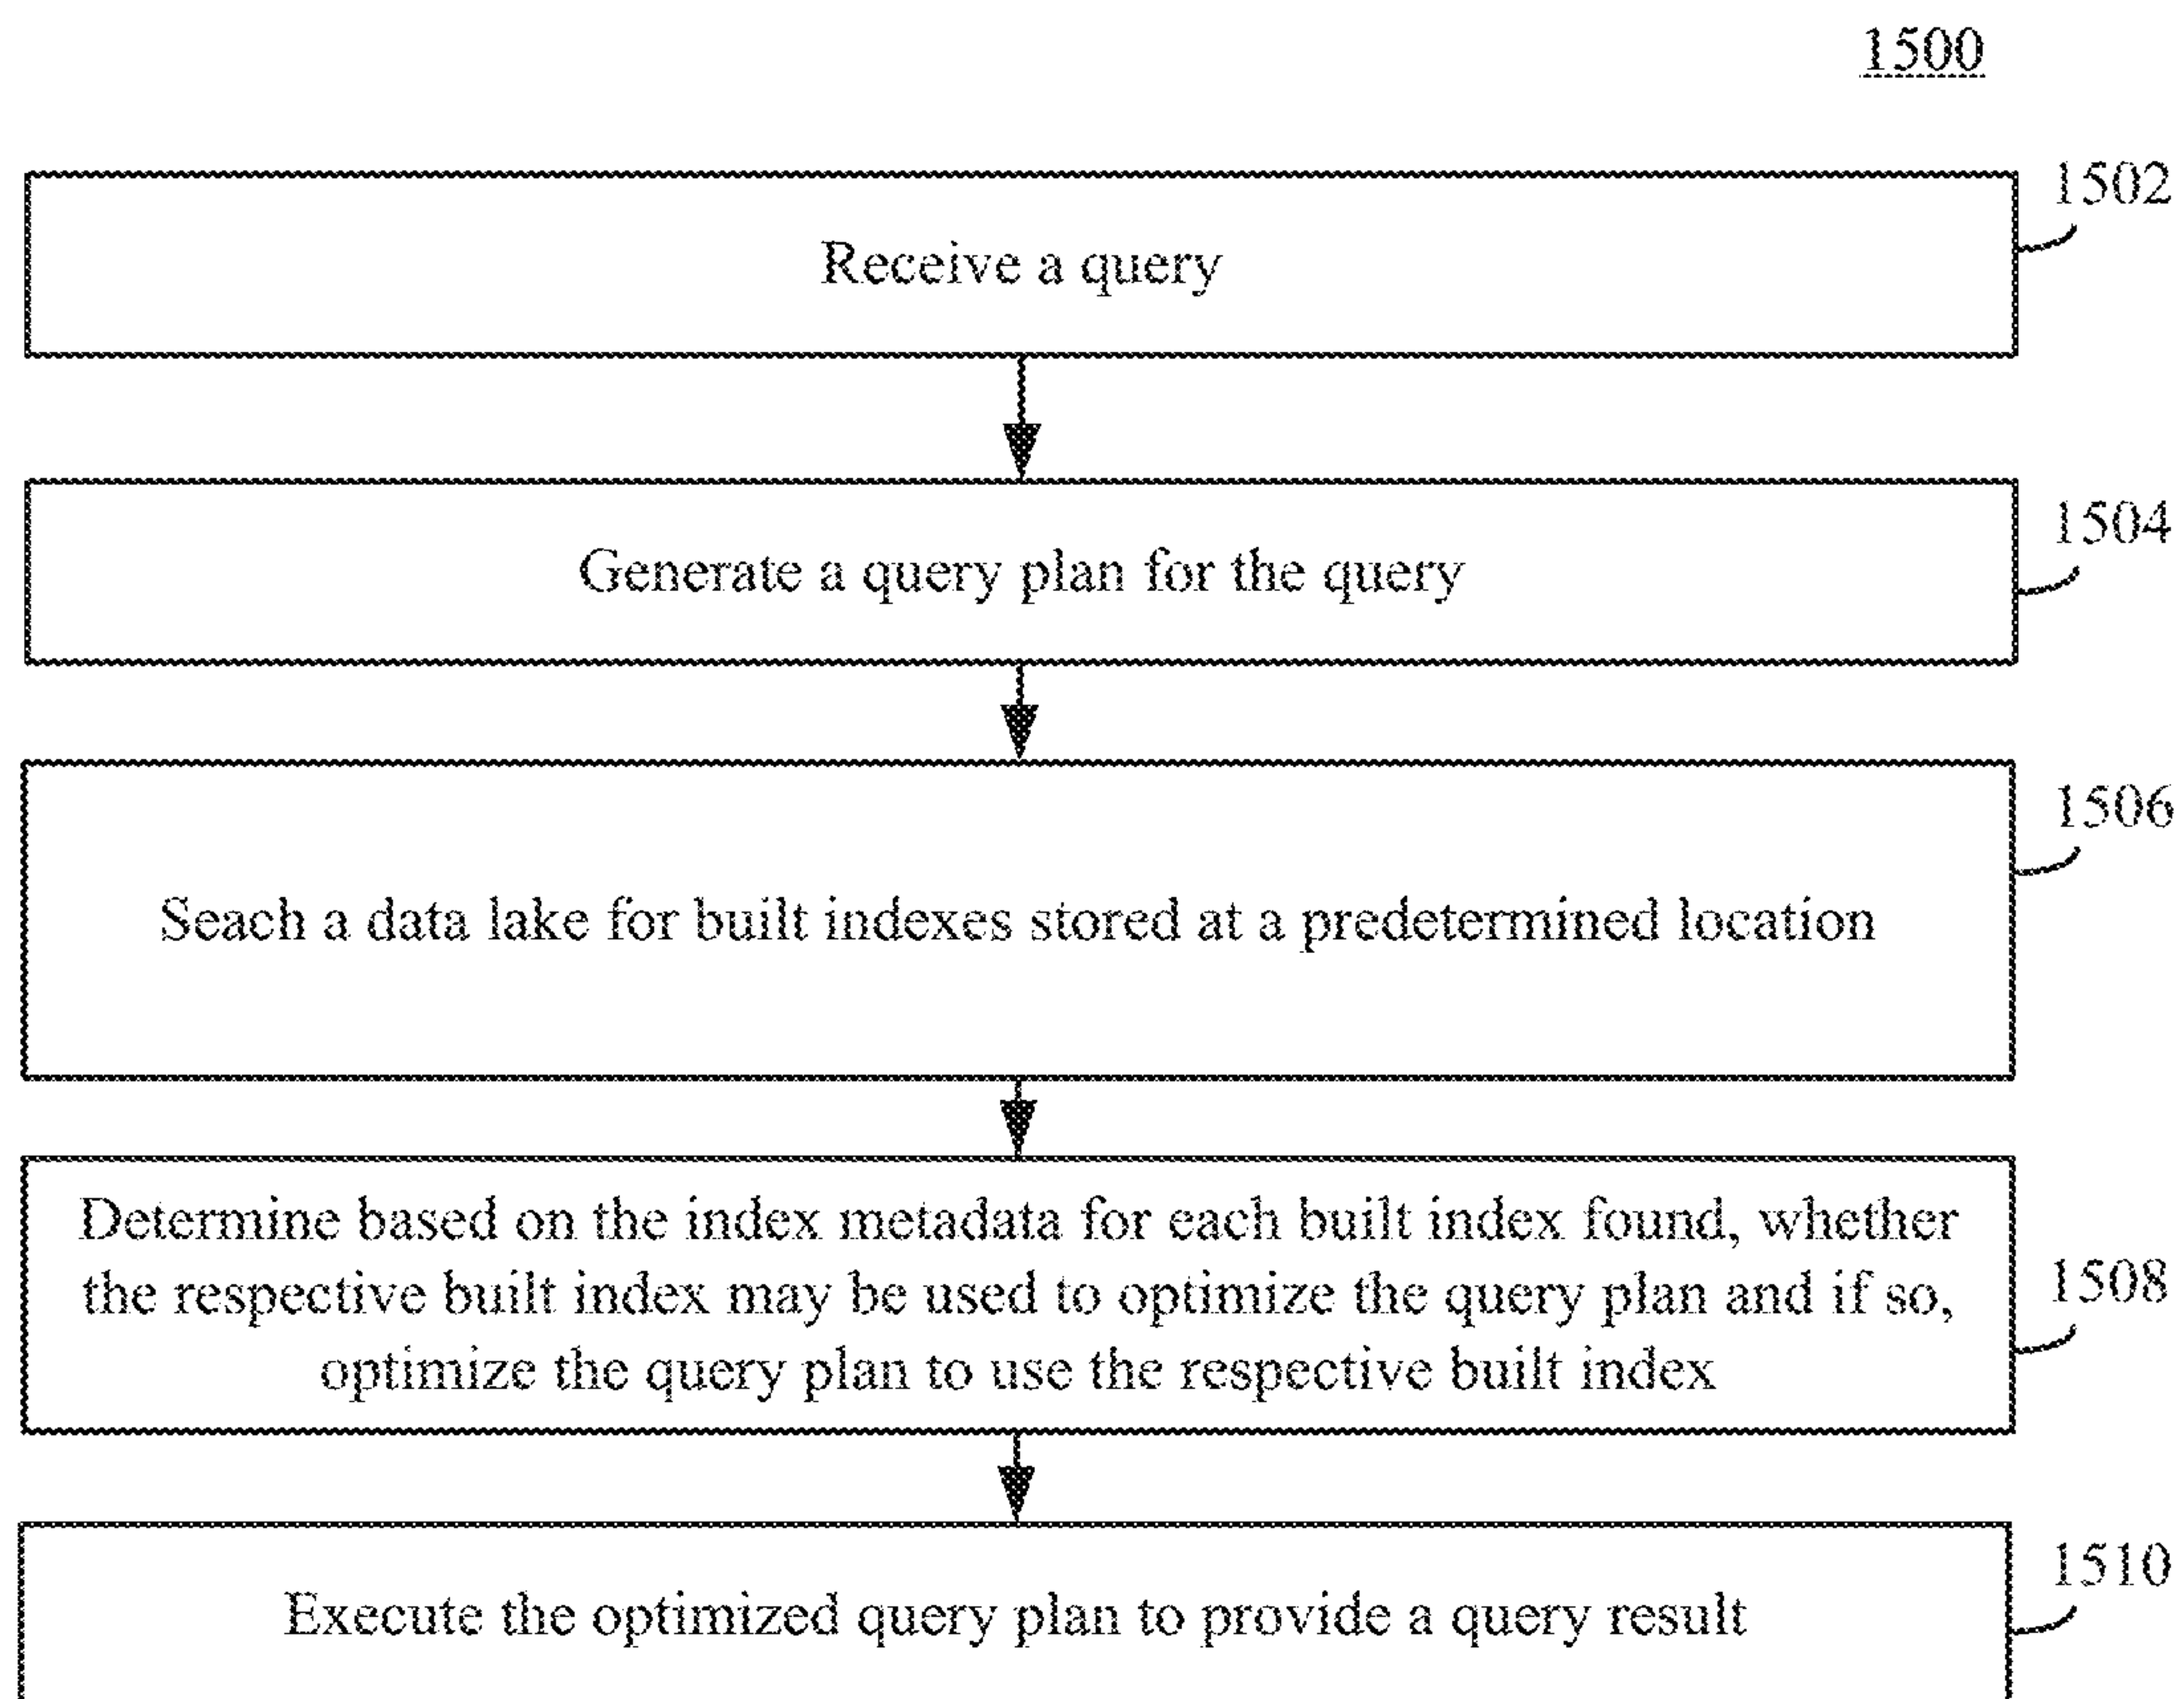 1500
1502
Receive a query
1504
Generate a query plan for the query
1506
Seach a data lake for built indexes stored at a predetermined location
Determine based on the index metadata for each built index found, whether
the respective built index may be used to optimize the query plan and if so,
1508
optimize the query plan to use the respective built index
1510
Execute the optimized query plan to provide a query result